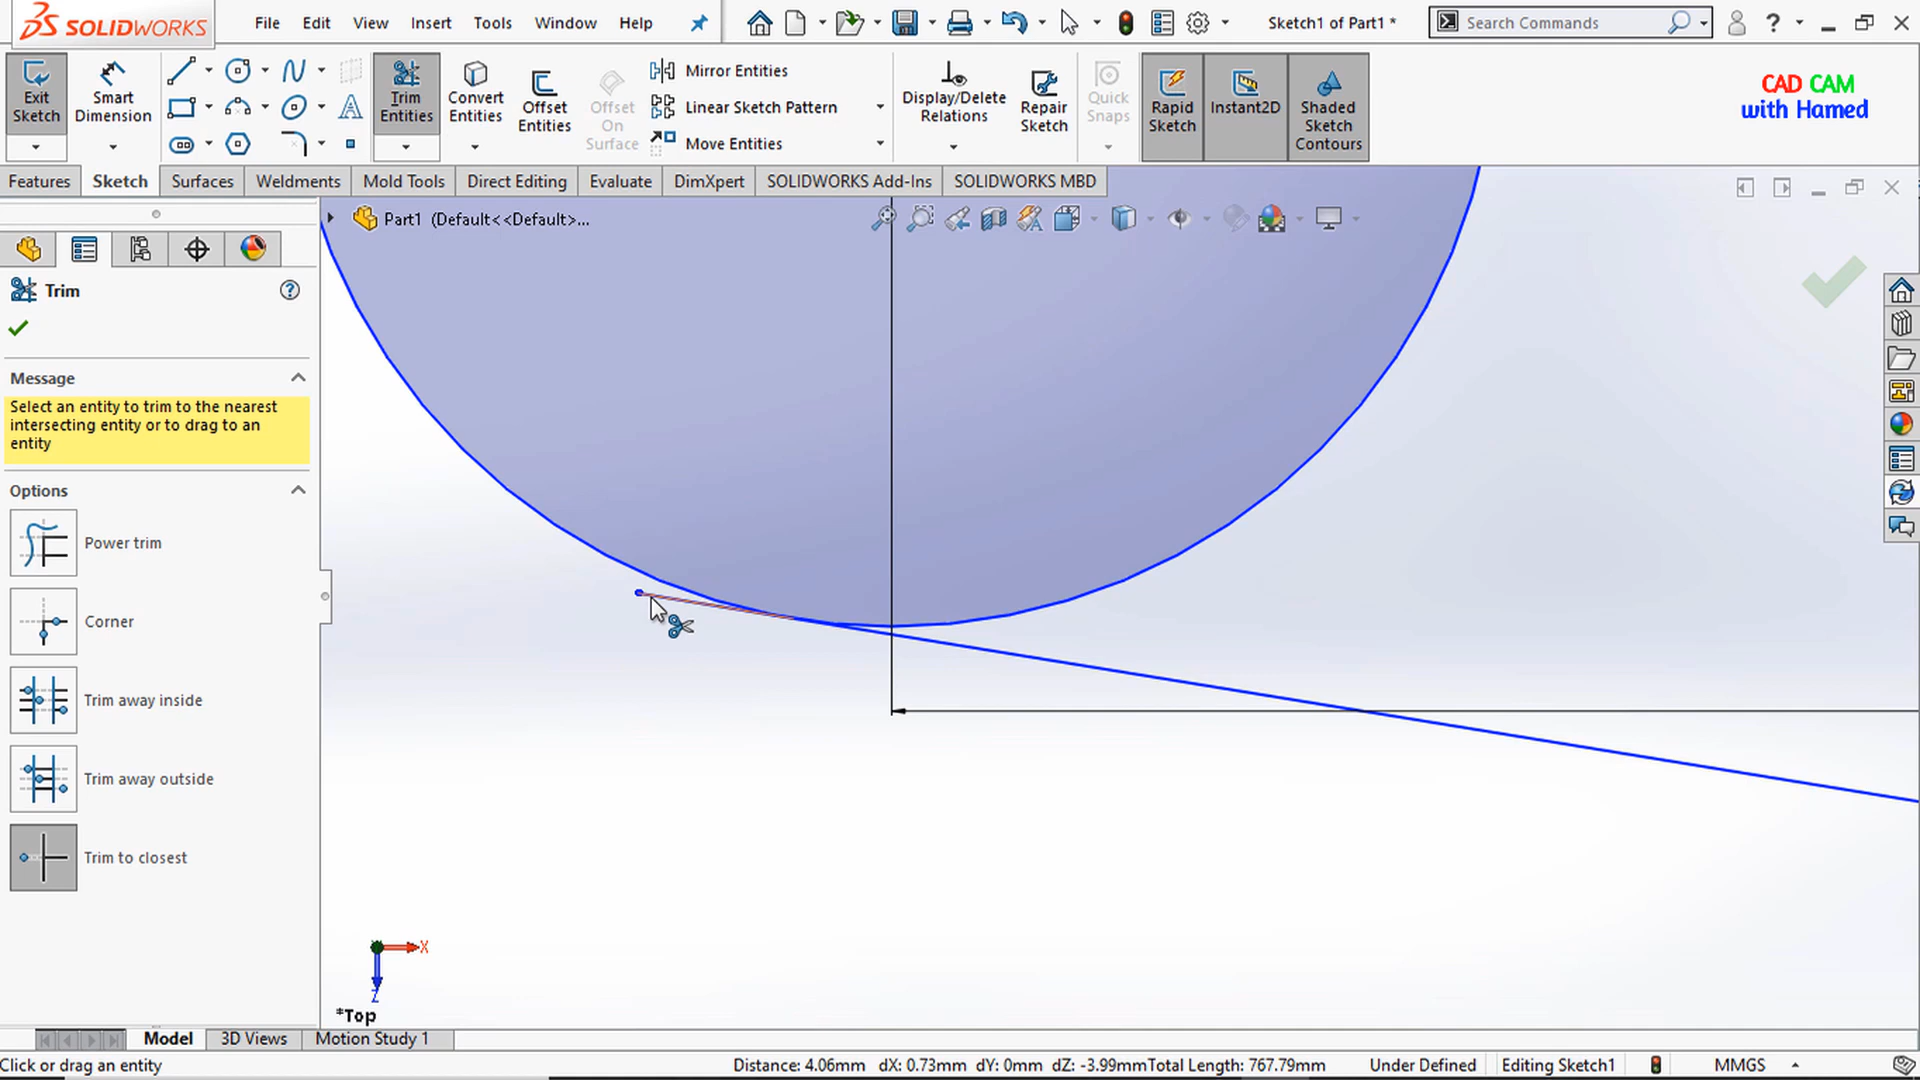 SOLIDWORKS File Edit View Insert Tools Window Help Sketch1 of Part1 * Search Commands ?
Exit Sketch
Smart Dimension
Trim Entities
Convert Entities
Offset Entities
Offset On Surface
Mirror Entities
Linear Sketch Pattern
Move Entities
Display/Delete Relations
Repair Sketch
Quick Snaps
Rapid Sketch
Instant2D
Shaded Sketch Contours
CAD CAM
with Hamed
Features Sketch Surfaces Weldments Mold Tools Direct Editing Evaluate DimXpert SOLIDWORKS Add-Ins SOLIDWORKS MBD
Part1 (Default<<Default>...
Trim
Message
Select an entity to trim to the nearest
intersecting entity or to drag to an
entity
Options
Power trim
Corner
Trim away inside
Trim away outside
Trim to closest
X
Z
*Top
Model 3D Views Motion Study 1
Click or drag an entity Distance: 4.06mm dX: 0.73mm dY: 0mm dZ: -3.99mmTotal Length: 767.79mm Under Defined Editing Sketch1 MMGS